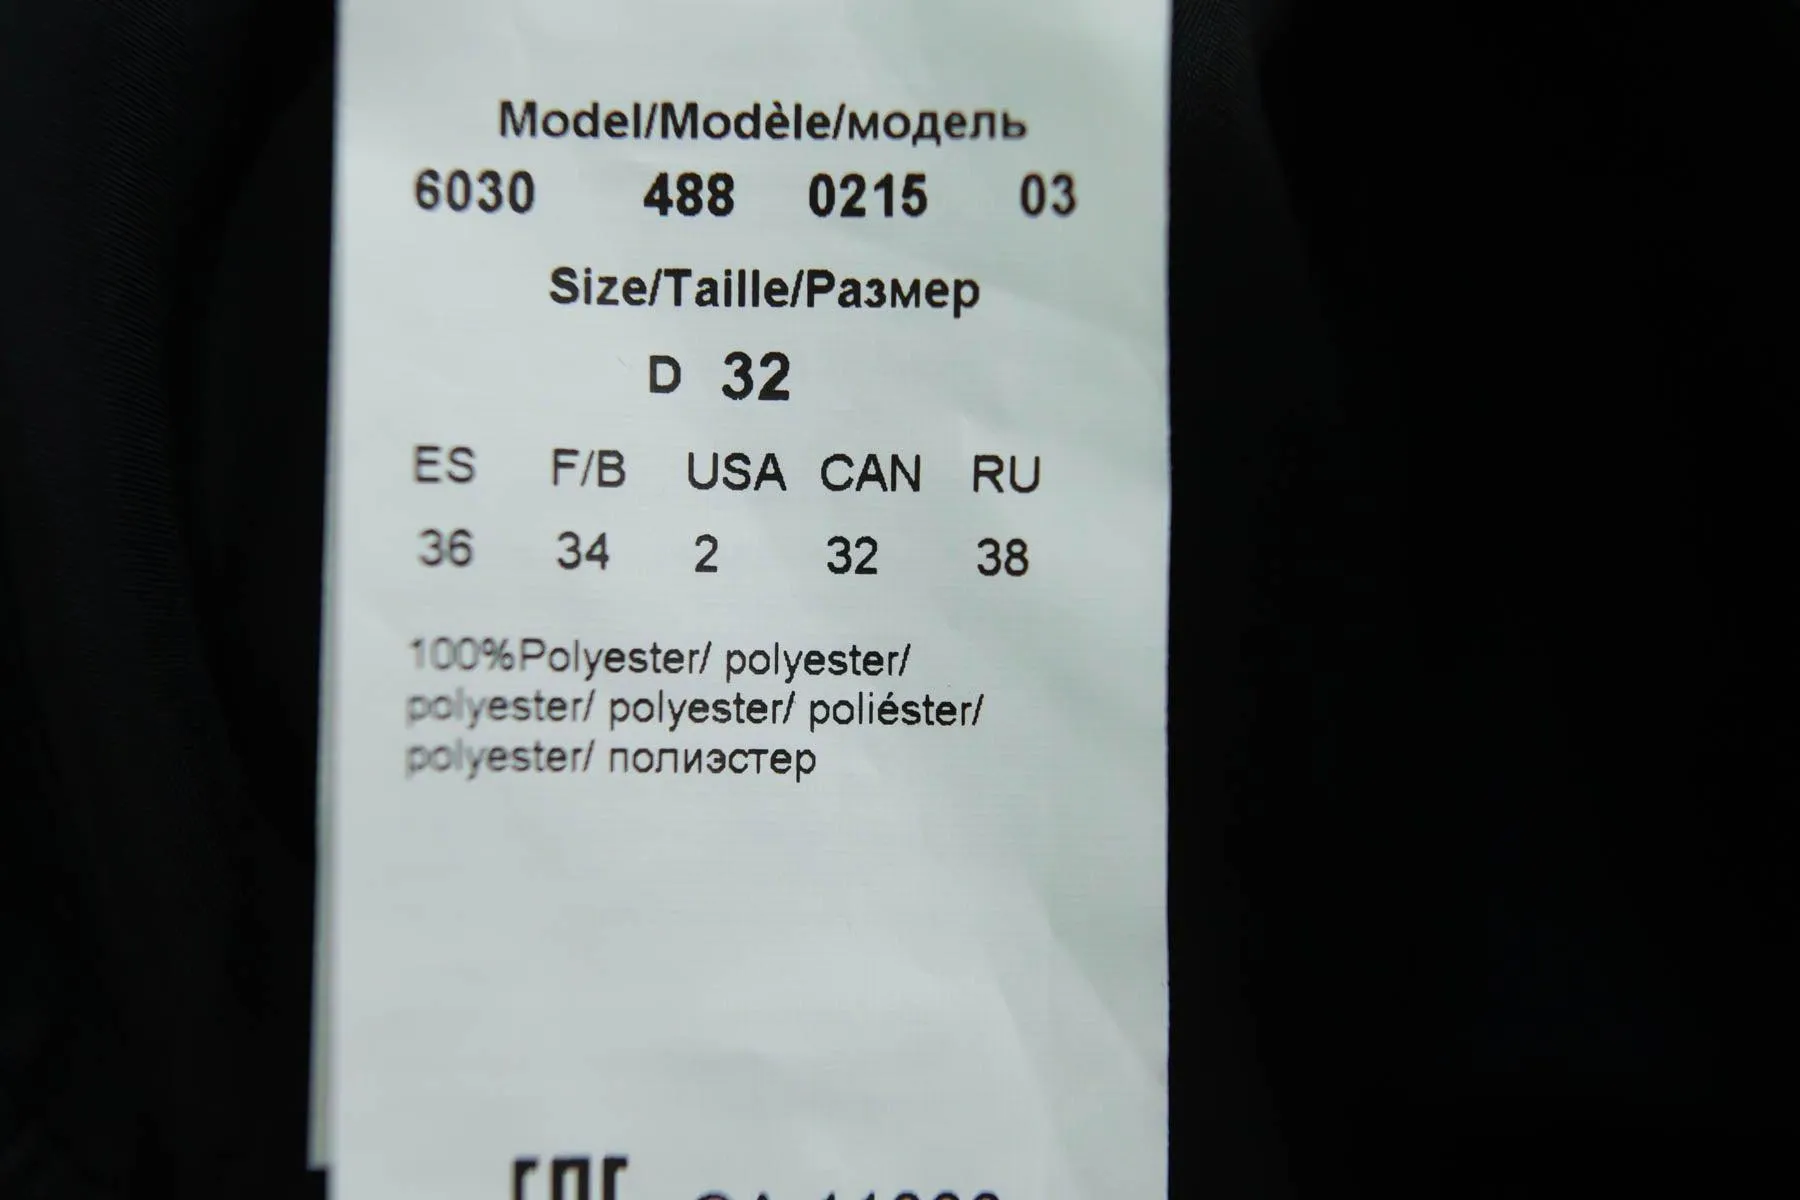 Model/Modèle/модель
6030 488 0215 03
Size/Taille/Размер
D 32
ES F/B USA CAN RU
36 34 2 32 38
100%Polyester/ polyester/
polyester/ polyester/ poliéster/
polyester/ полиэстер